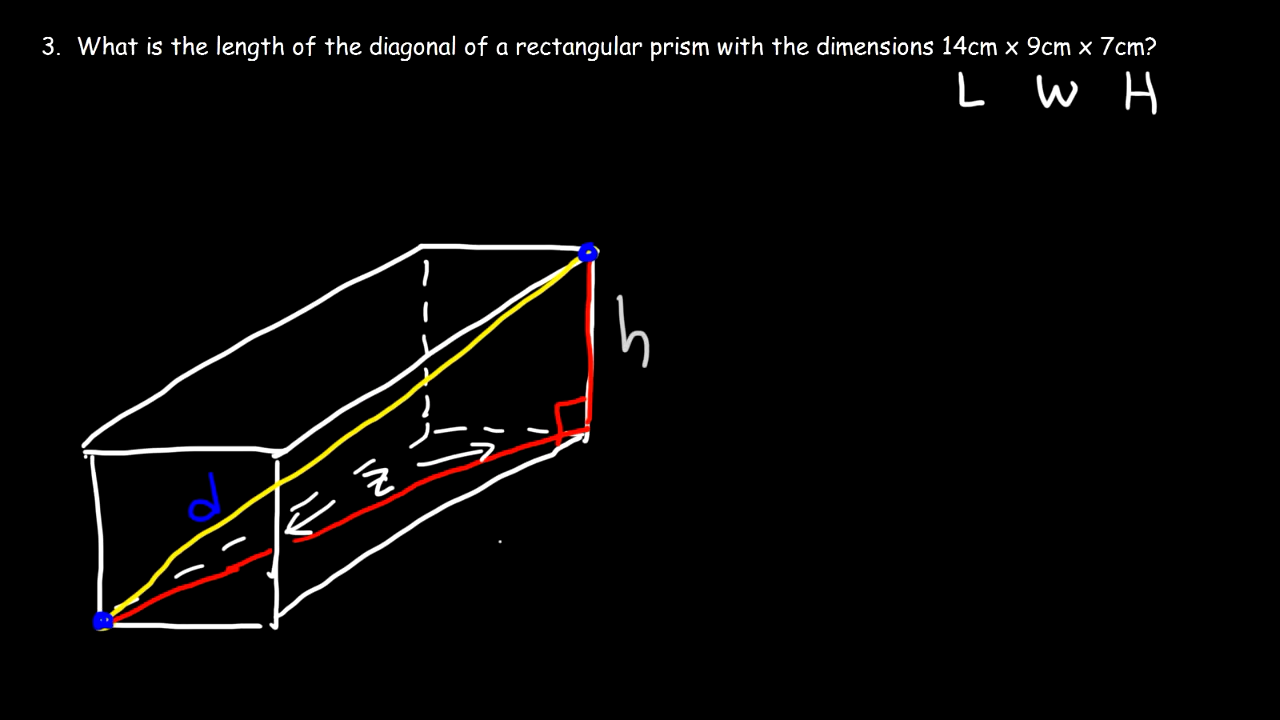 3. What is the length of the diagonal of a rectangular prism with the dimensions 14cm x 9cm x 7cm?
L W H
h
z
d